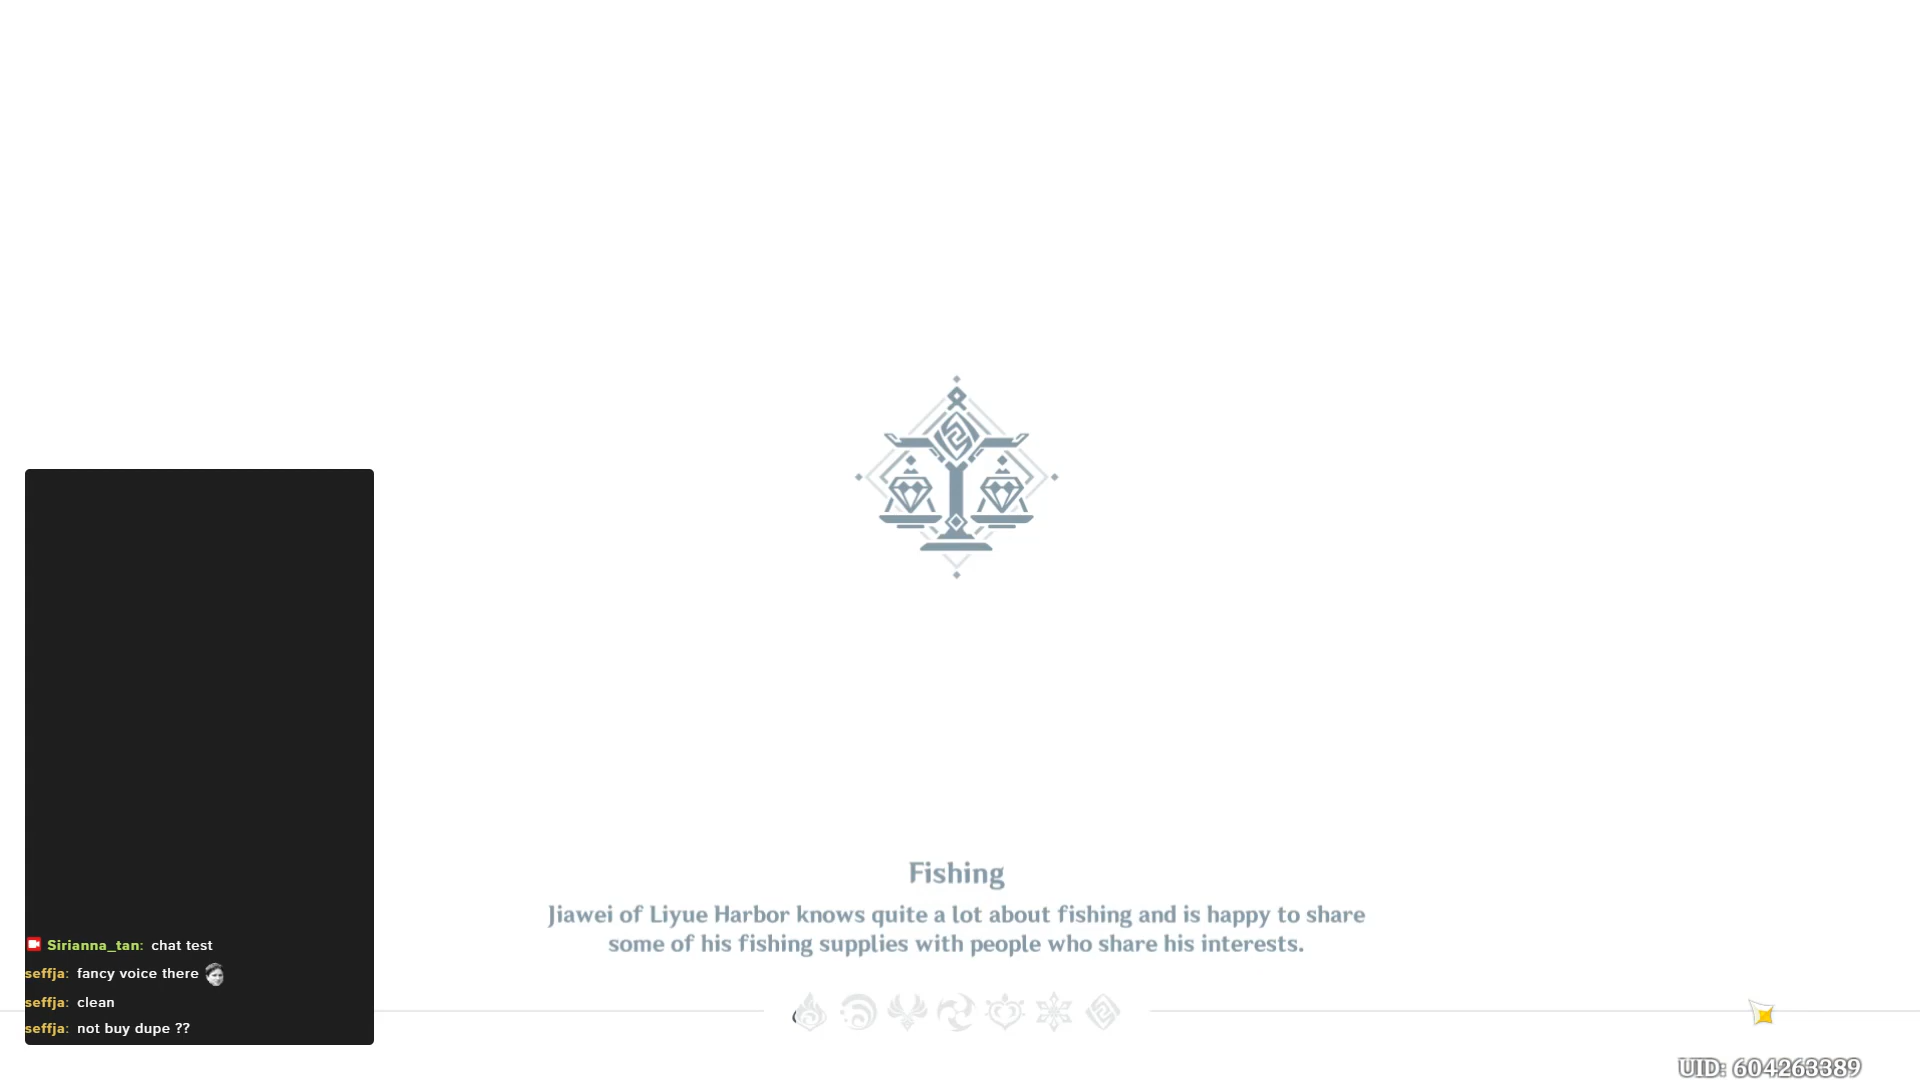 Fishing
Jiawei of Liyue Harbor knows quite a lot about fishing and is happy to share
some of his fishing supplies with people who share his interests.
Sirianna_tan: chat test
seffja: fancy voice there
seffja: clean
seffja: not buy dupe ??
UID: 604263389